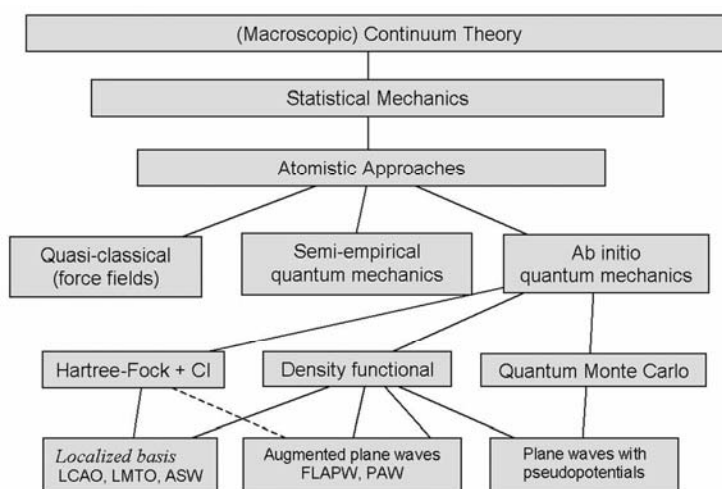 (Macroscopic) Continuum Theory
Statistical Mechanics
Atomistic Approaches
Quasi-classical
(force fields)
Semi-empirical
quantum mechanics
Ab initio
quantum mechanics
Hartree-Fock + CI
Density functional
Quantum Monte Carlo
Localized basis
LCAO, LMTO, ASW
Augmented plane waves
FLAPW, PAW
Plane waves with
pseudopotentials